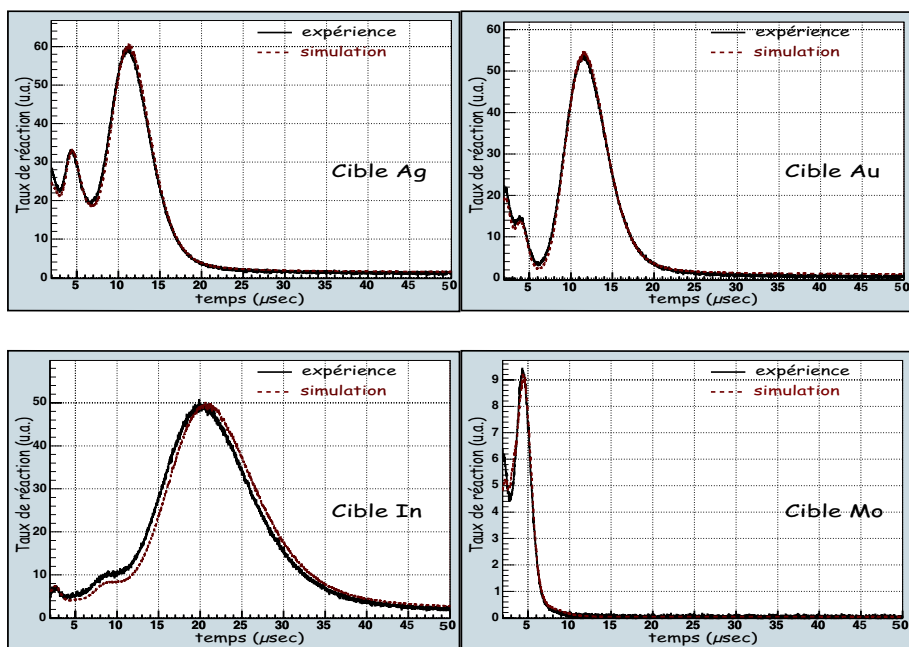 Taux de réaction (u.a.)
60
50
40
30
20
10
0
expérience
simulation
Cible Ag
5 10 15 20 25 30 35 40 45 50
temps (µsec)
Taux de réaction (u.a.)
60
50
40
30
20
10
0
expérience
simulation
Cible Au
5 10 15 20 25 30 35 40 45 50
temps (µsec)
Taux de réaction (u.a.)
50
40
30
20
10
0
expérience
simulation
Cible In
5 10 15 20 25 30 35 40 45 50
temps (µsec)
Taux de réaction (u.a.)
9
8
7
6
5
4
3
2
1
0
expérience
simulation
Cible Mo
5 10 15 20 25 30 35 40 45 50
temps (µsec)